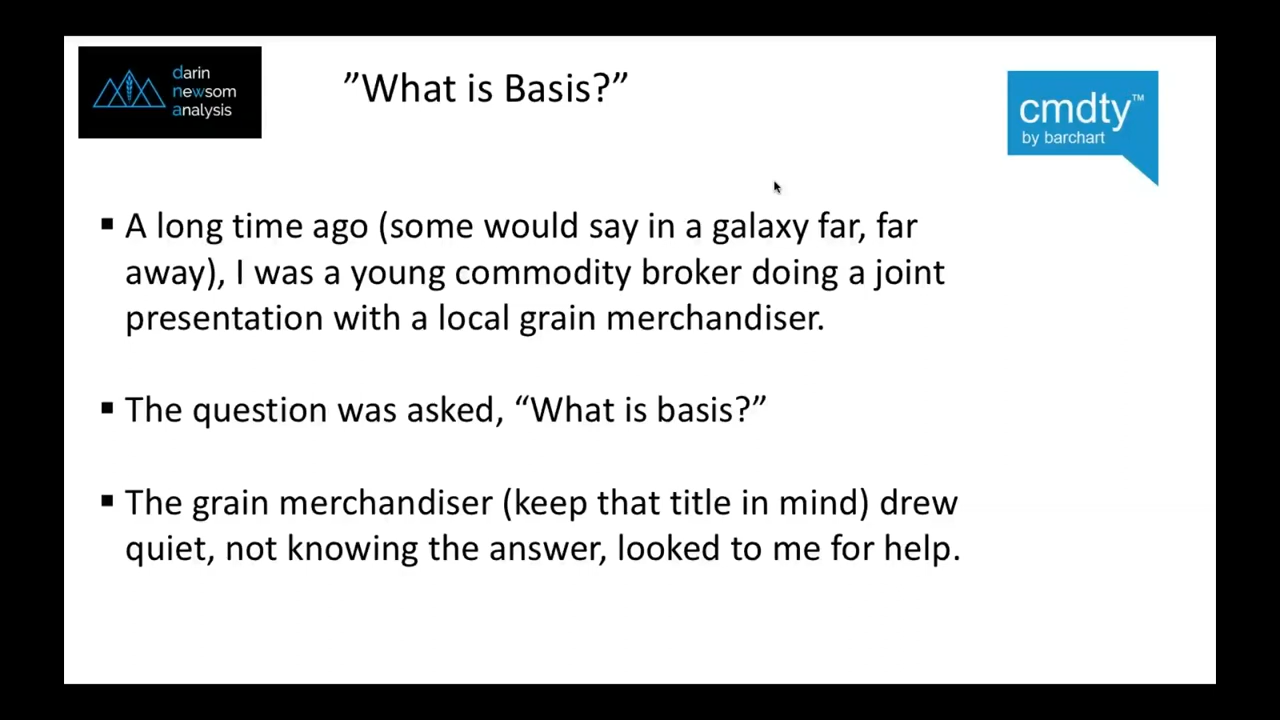 darin
newsom
analysis
”What is Basis?”
cmdty™
by barchart
▪ A long time ago (some would say in a galaxy far, far
away), I was a young commodity broker doing a joint
presentation with a local grain merchandiser.
▪ The question was asked, “What is basis?”
▪ The grain merchandiser (keep that title in mind) drew
quiet, not knowing the answer, looked to me for help.